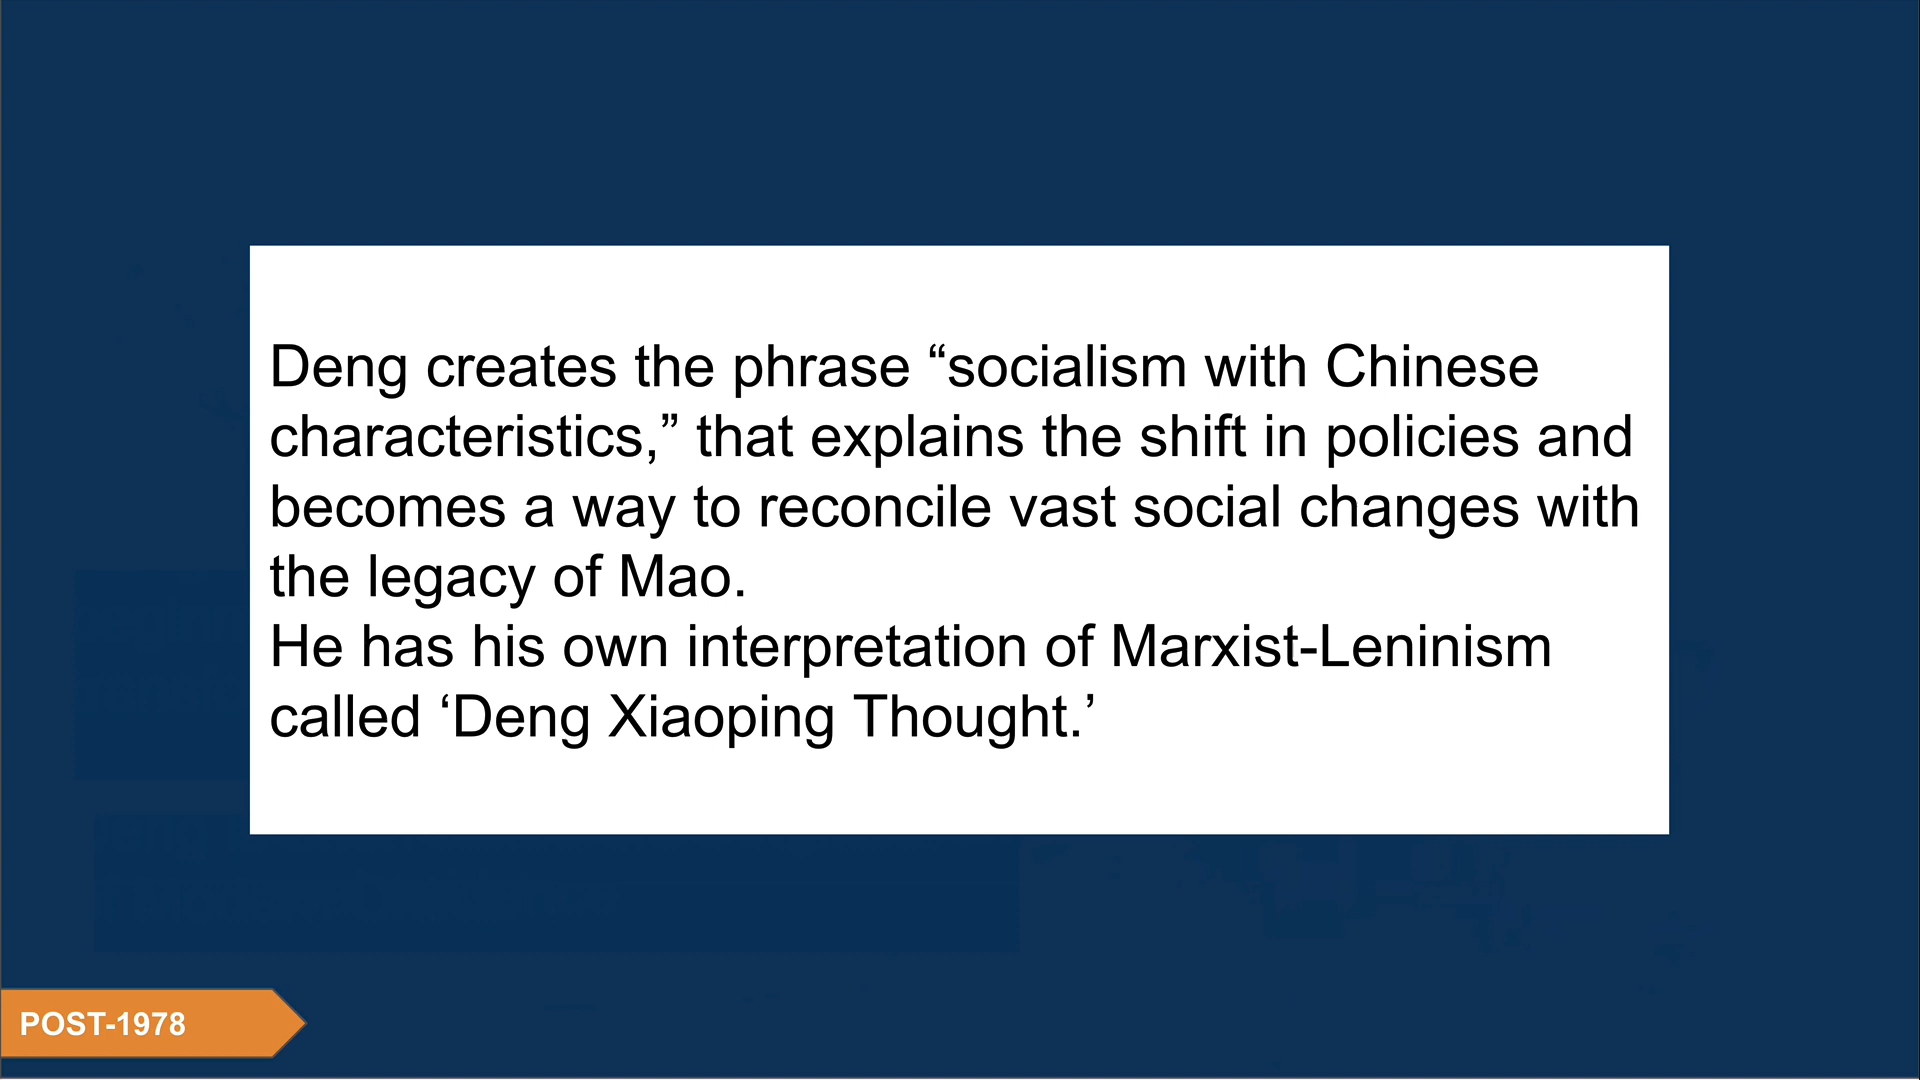 Deng creates the phrase “socialism with Chinese
characteristics,” that explains the shift in policies and
becomes a way to reconcile vast social changes with
the legacy of Mao.
He has his own interpretation of Marxist-Leninism
called ‘Deng Xiaoping Thought.’
POST-1978